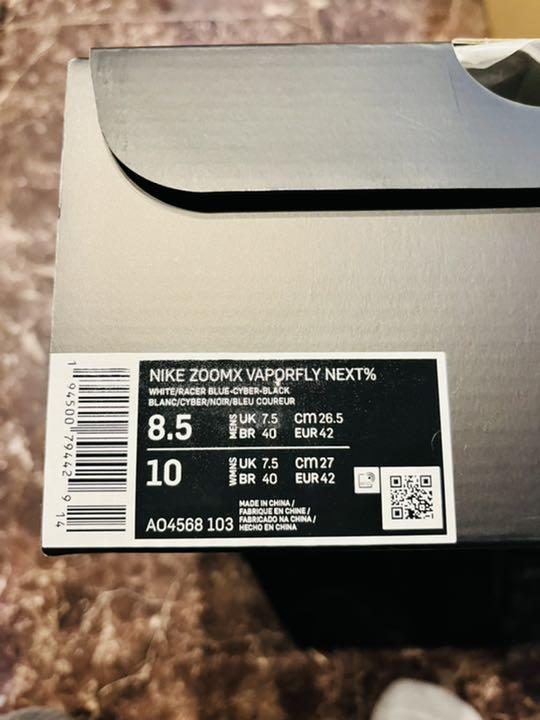 NIKE ZOOMX VAPORFLY NEXT%
WHITE/RACER BLUE-CYBER-BLACK
BLANC/CYBER/NOIR/BLEU COUREUR
8.5 MENS UK 7.5 CM 26.5
BR 40 EUR 42
10 WMNS UK 7.5 CM 27
BR 40 EUR 42
AO4568 103
MADE IN CHINA /
FABRIQUE EN CHINE /
FABRICADO NA CHINA /
HECHO EN CHINA
1 94500 79442 9 14